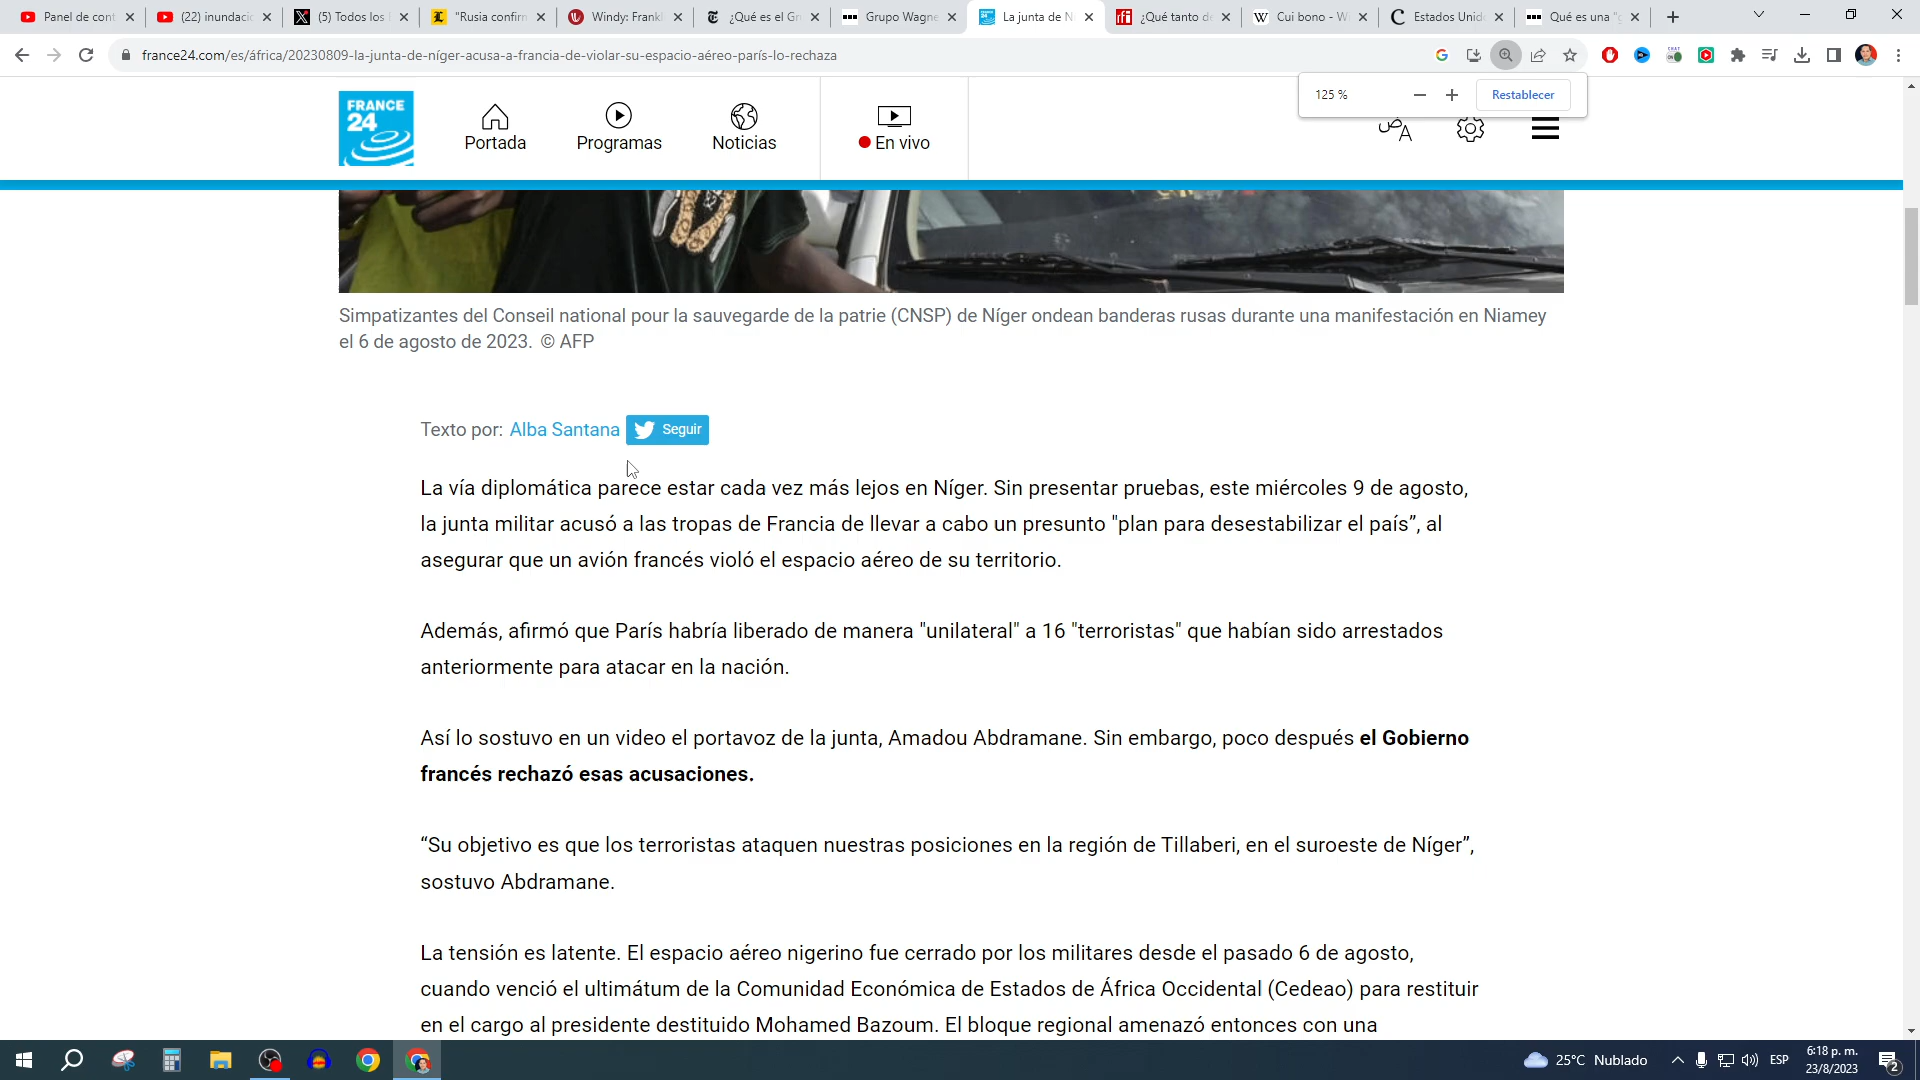 Panel de cont
(22) inundaci
(5) Todos los
"Rusia confirm
Windy: Frankl
¿Qué es el Gr
Grupo Wagne
La junta de N
¿Qué tanto de
Cui bono - W
Estados Unid
Qué es una "g
france24.com/es/áfrica/20230809-la-junta-de-níger-acusa-a-francia-de-violar-su-espacio-aéreo-parís-lo-rechaza
125 %
Restablecer
FRANCE
24
Portada
Programas
Noticias
En vivo
Simpatizantes del Conseil national pour la sauvegarde de la patrie (CNSP) de Níger ondean banderas rusas durante una manifestación en Niamey
el 6 de agosto de 2023. © AFP
Texto por: Alba Santana Seguir
La vía diplomática parece estar cada vez más lejos en Níger. Sin presentar pruebas, este miércoles 9 de agosto,
la junta militar acusó a las tropas de Francia de llevar a cabo un presunto "plan para desestabilizar el país”, al
asegurar que un avión francés violó el espacio aéreo de su territorio.
Además, afirmó que París habría liberado de manera "unilateral" a 16 "terroristas" que habían sido arrestados
anteriormente para atacar en la nación.
Así lo sostuvo en un video el portavoz de la junta, Amadou Abdramane. Sin embargo, poco después el Gobierno
francés rechazó esas acusaciones.
“Su objetivo es que los terroristas ataquen nuestras posiciones en la región de Tillaberi, en el suroeste de Níger”,
sostuvo Abdramane.
La tensión es latente. El espacio aéreo nigerino fue cerrado por los militares desde el pasado 6 de agosto,
cuando venció el ultimátum de la Comunidad Económica de Estados de África Occidental (Cedeao) para restituir
en el cargo al presidente destituido Mohamed Bazoum. El bloque regional amenazó entonces con una
25°C Nublado
ESP
6:18 p. m.
23/8/2023
2